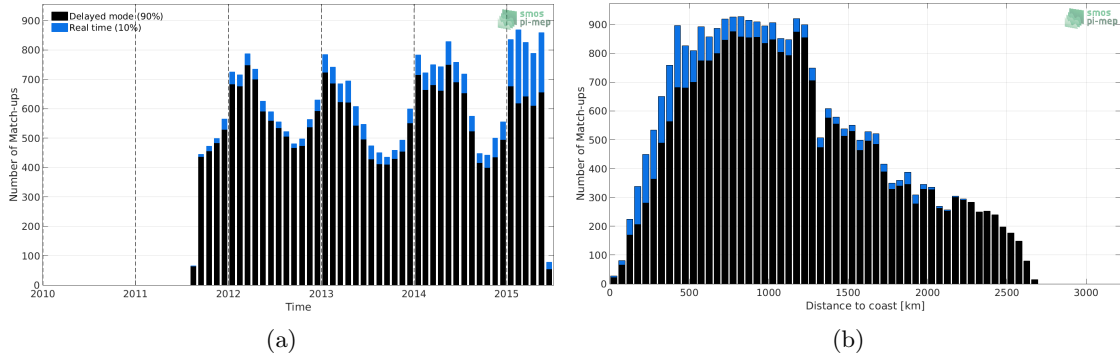 Delayed mode (90%)
Real time (10%)
smos
pi-mep
Number of Match-ups
900
800
700
600
500
400
300
200
100
0
2010
2011
2012
2013
2014
2015
Time
(a)
smos
pi-mep
Number of Match-ups
900
800
700
600
500
400
300
200
100
0
0
500
1000
1500
2000
2500
3000
Distance to coast [km]
(b)